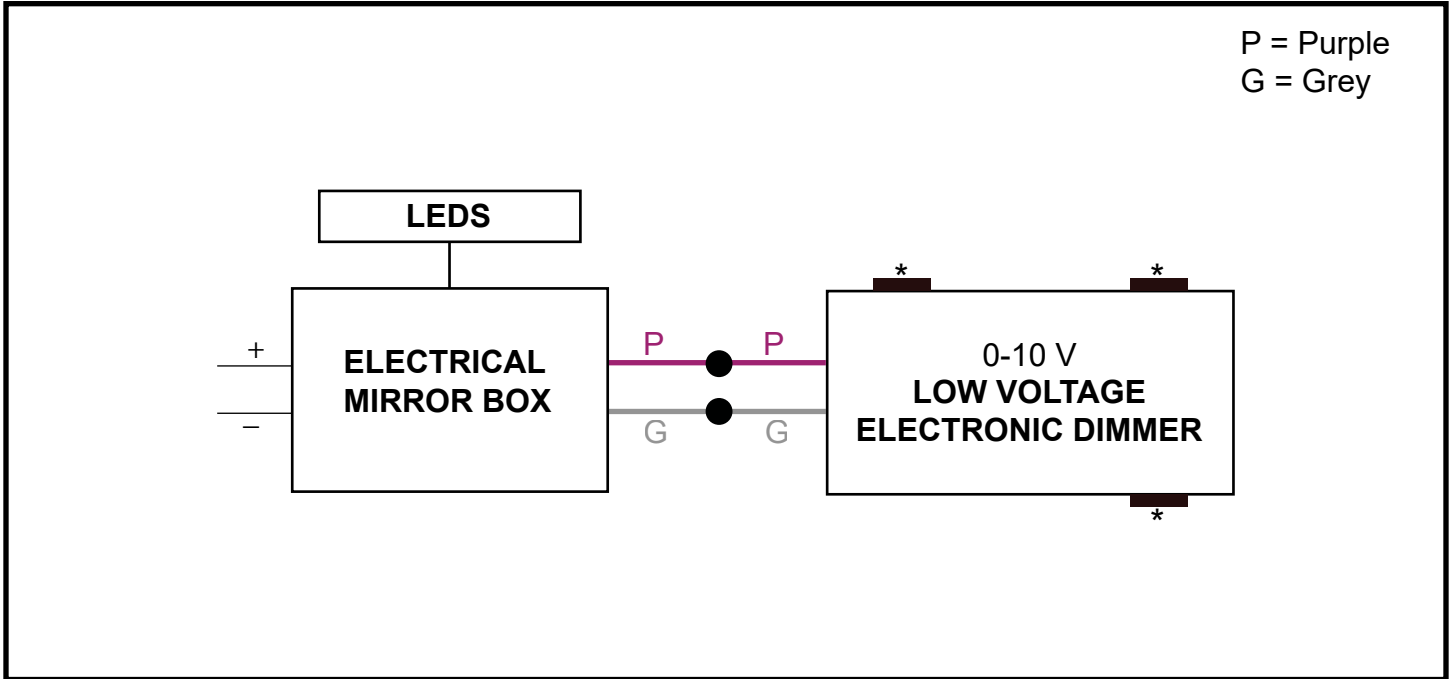 P = Purple
G = Grey
LEDS
*
*
+
−
ELECTRICAL
MIRROR BOX
P
P
G
G
0-10 V
LOW VOLTAGE
ELECTRONIC DIMMER
*